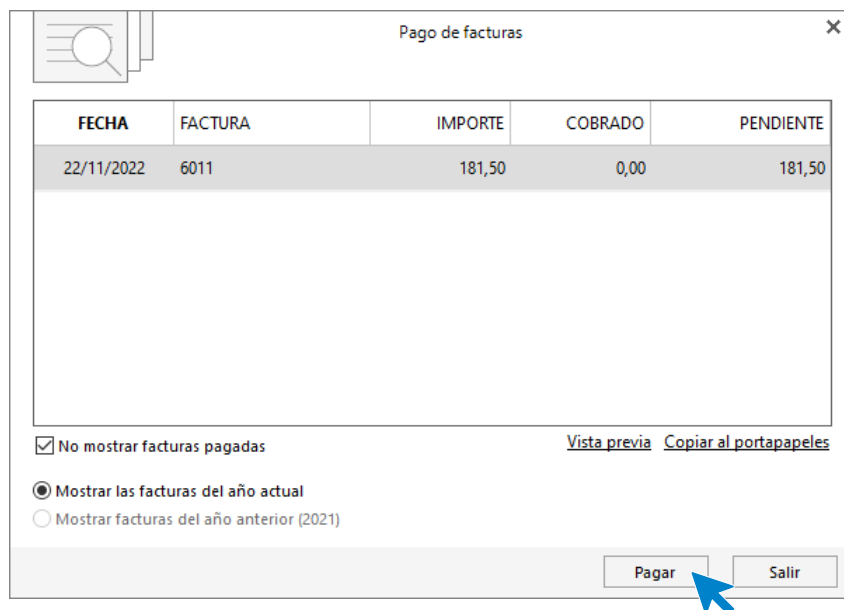 Pago de facturas
FECHA FACTURA IMPORTE COBRADO PENDIENTE
22/11/2022 6011 181,50 0,00 181,50
No mostrar facturas pagadas Vista previa Copiar al portapapeles
Mostrar las facturas del año actual
Mostrar facturas del año anterior (2021)
Pagar Salir